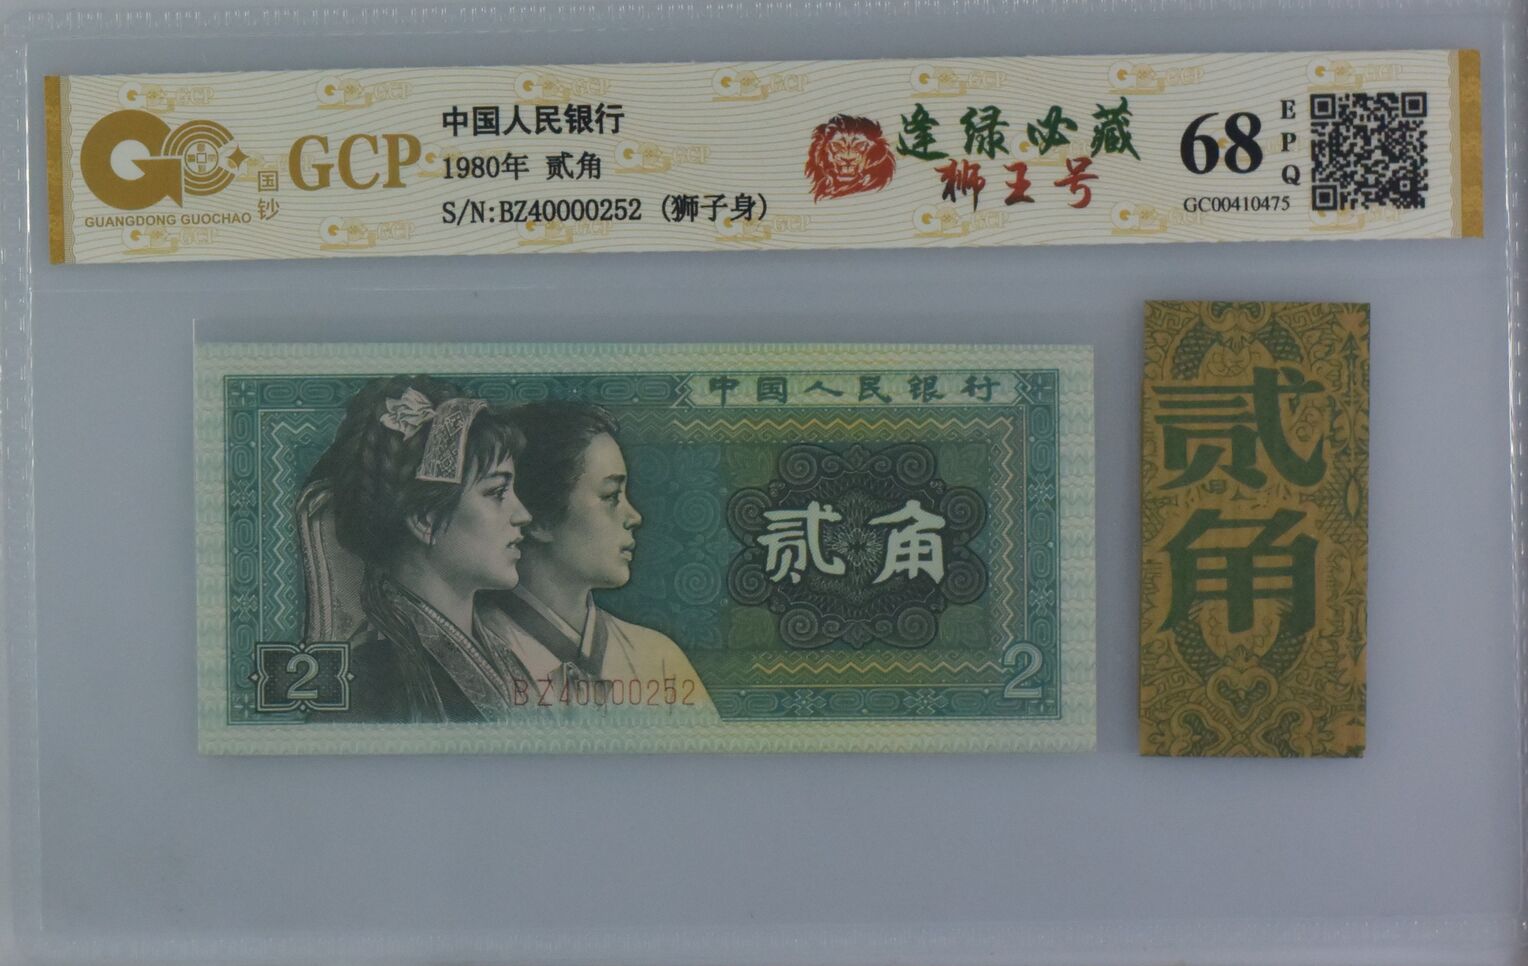 GUANGDONG GUOCHAO
国钞
GCP
中国人民银行
1980年 贰角
S/N:BZ40000252 (狮子身)
逢绿必藏
狮王号
68
EPQ
GC00410475
中国人民银行
贰角
2
BZ40000252
2
贰角